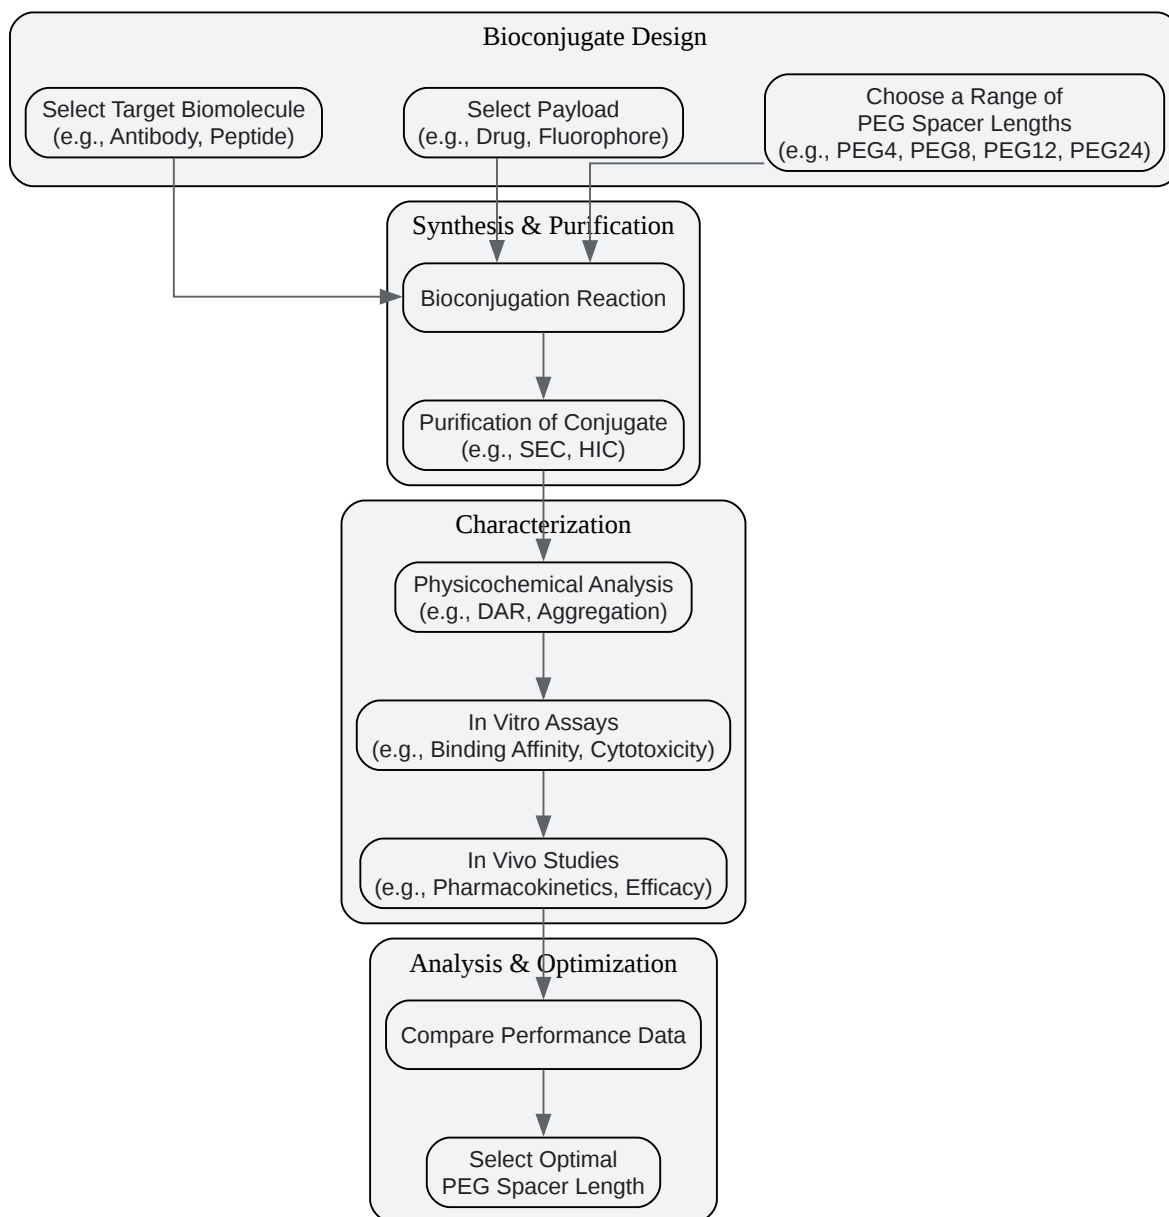 Bioconjugate Design
Select Target Biomolecule
(e.g., Antibody, Peptide)
Select Payload
(e.g., Drug, Fluorophore)
Choose a Range of
PEG Spacer Lengths
(e.g., PEG4, PEG8, PEG12, PEG24)
Synthesis & Purification
Bioconjugation Reaction
Purification of Conjugate
(e.g., SEC, HIC)
Characterization
Physicochemical Analysis
(e.g., DAR, Aggregation)
In Vitro Assays
(e.g., Binding Affinity, Cytotoxicity)
In Vivo Studies
(e.g., Pharmacokinetics, Efficacy)
Analysis & Optimization
Compare Performance Data
Select Optimal
PEG Spacer Length